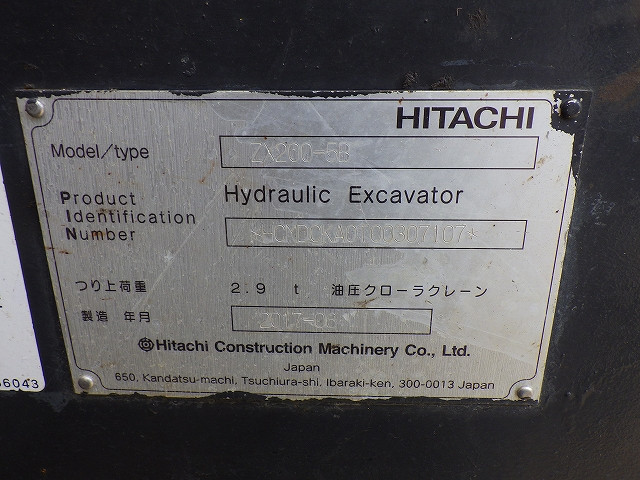 HITACHI
Model/type ZX200-5B
Product Hydraulic Excavator
Identification
Number
つり上荷重 2.9 t 油圧クローラクレーン
製造 年月
Hitachi Construction Machinery Co., Ltd.
Japan
650, Kandatsu-machi, Tsuchiura-shi, Ibaraki-ken, 300-0013 Japan
6043